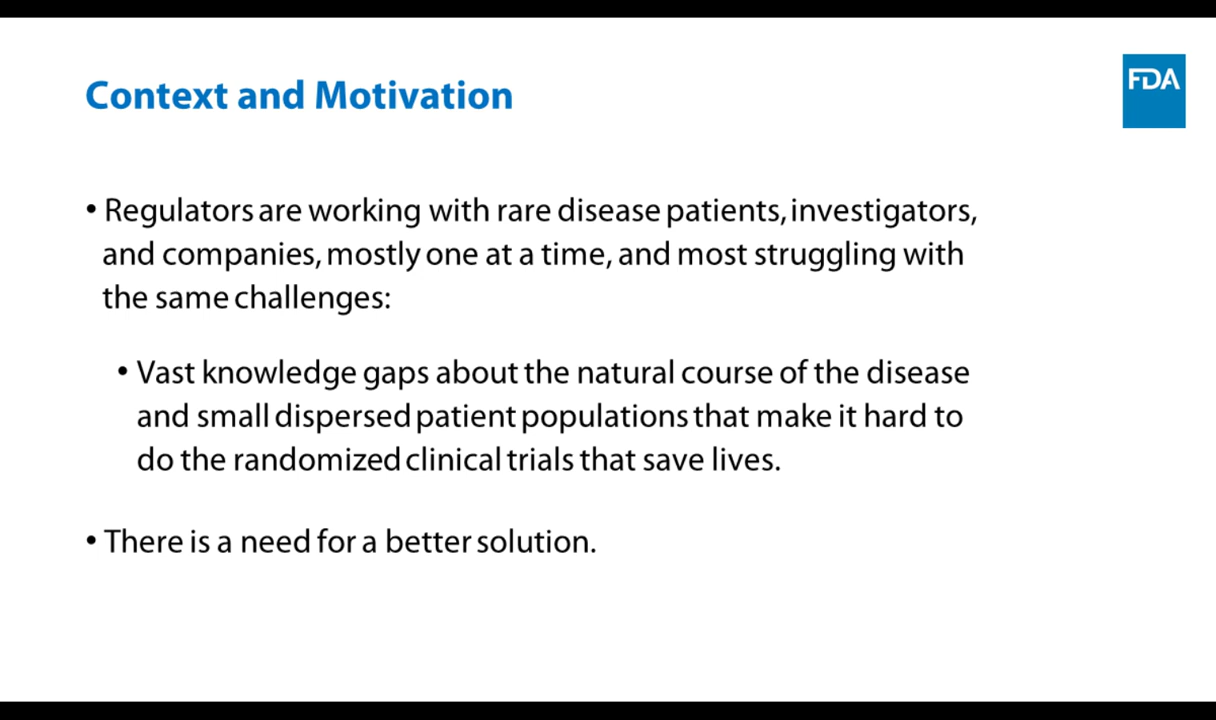 Context and Motivation
FDA
• Regulators are working with rare disease patients, investigators,
and companies, mostly one at a time, and most struggling with
the same challenges:
• Vast knowledge gaps about the natural course of the disease
and small dispersed patient populations that make it hard to
do the randomized clinical trials that save lives.
• There is a need for a better solution.